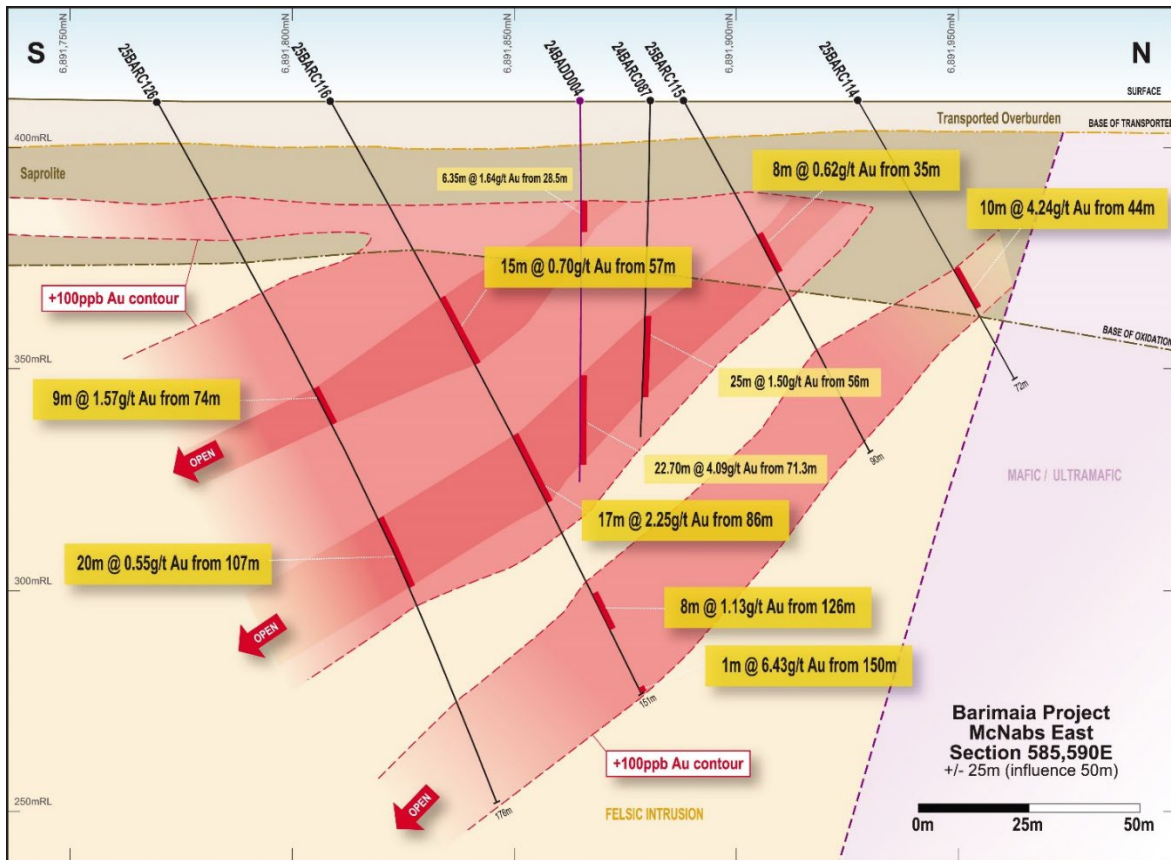 S
6,891,750mN
6,891,800mN
6,891,850mN
6,891,900mN
6,891,950mN
N
25BARC126
25BARC116
24BADD004
24BARC087
25BARC115
25BARC114
SURFACE
Transported Overburden
BASE OF TRANSPORTED
400mRL
Saprolite
6.35m @ 1.64g/t Au from 28.5m
8m @ 0.62g/t Au from 35m
10m @ 4.24g/t Au from 44m
15m @ 0.70g/t Au from 57m
+100ppb Au contour
BASE OF OXIDATION
350mRL
9m @ 1.57g/t Au from 74m
25m @ 1.50g/t Au from 56m
72m
OPEN
90m
22.70m @ 4.09g/t Au from 71.3m
MAFIC / ULTRAMAFIC
17m @ 2.25g/t Au from 86m
20m @ 0.55g/t Au from 107m
300mRL
8m @ 1.13g/t Au from 126m
OPEN
1m @ 6.43g/t Au from 150m
151m
Barimaia Project
McNabs East
Section 585,590E
+/- 25m (influence 50m)
+100ppb Au contour
OPEN
176m
250mRL
FELSIC INTRUSION
0m
25m
50m